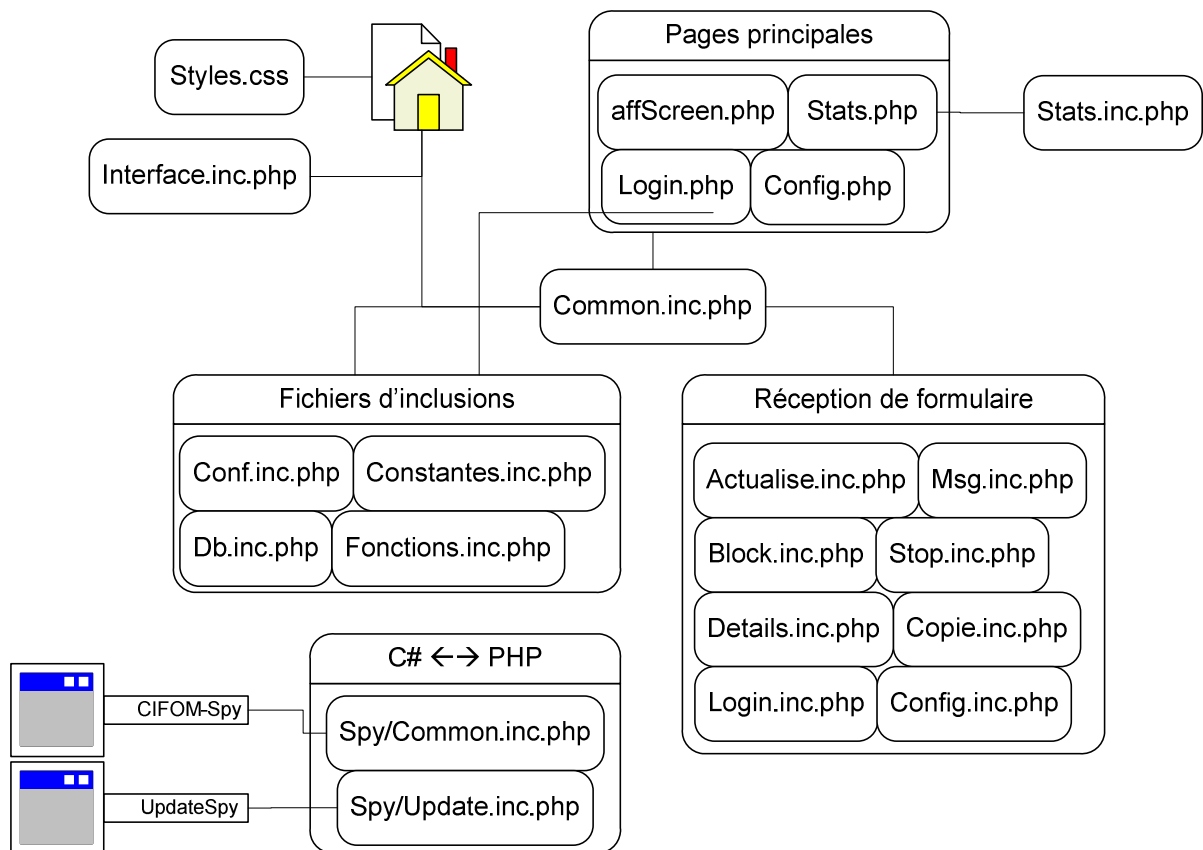 Styles.css
Interface.inc.php
Pages principales
affScreen.php
Stats.php
Stats.inc.php
Login.php
Config.php
Common.inc.php
Fichiers d’inclusions
Conf.inc.php
Constantes.inc.php
Db.inc.php
Fonctions.inc.php
Réception de formulaire
Actualise.inc.php
Msg.inc.php
Block.inc.php
Stop.inc.php
Details.inc.php
Copie.inc.php
Login.inc.php
Config.inc.php
C# ←→ PHP
CIFOM-Spy
Spy/Common.inc.php
UpdateSpy
Spy/Update.inc.php